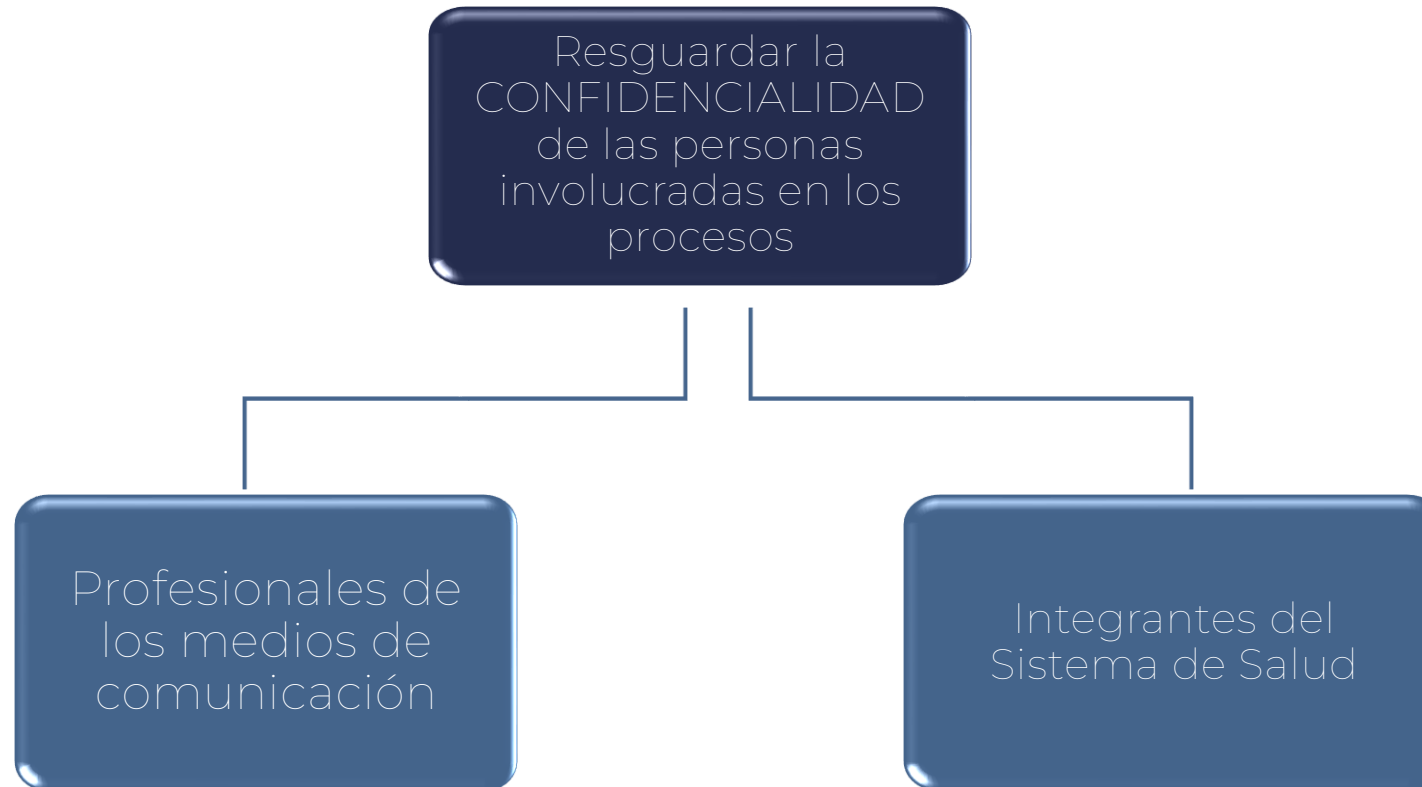 Resguardar la
CONFIDENCIALIDAD
de las personas
involucradas en los
procesos
Profesionales de
los medios de
comunicación
Integrantes del
Sistema de Salud